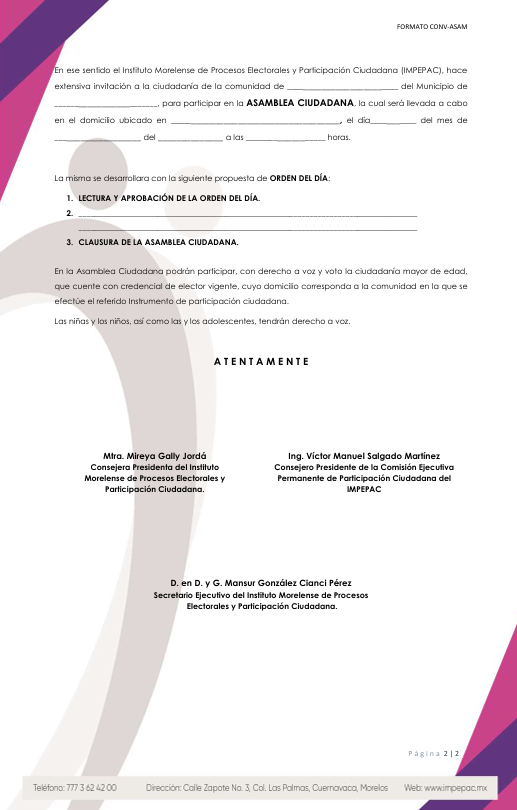 FORMATO CONV-ASAM
En ese sentido el Instituto Morelense de Procesos Electorales y Participación Ciudadana (IMPEPAC), hace
extensiva invitación a la ciudadanía de la comunidad de __________________________ del Municipio de
________________________, para participar en la ASAMBLEA CIUDADANA, la cual será llevada a cabo
en el domicilio ubicado en ________________________________________, el día___________ del mes de
____________________ del _______________ a las ___________________ horas.
La misma se desarrollara con la siguiente propuesta de ORDEN DEL DÍA:
1. LECTURA Y APROBACIÓN DE LA ORDEN DEL DÍA.
2. ________________________________________________________________________________
________________________________________________________________________________
3. CLAUSURA DE LA ASAMBLEA CIUDADANA.
En la Asamblea Ciudadana podrán participar, con derecho a voz y voto la ciudadanía mayor de edad,
que cuente con credencial de elector vigente, cuyo domicilio corresponda a la comunidad en la que se
efectúe el referido Instrumento de participación ciudadana.
Las niñas y los niños, así como las y los adolescentes, tendrán derecho a voz.
A T E N T A M E N T E
Mtra. Mireya Gally Jordá
Consejera Presidenta del Instituto
Morelense de Procesos Electorales y
Participación Ciudadana.
Ing. Víctor Manuel Salgado Martínez
Consejero Presidente de la Comisión Ejecutiva
Permanente de Participación Ciudadana del
IMPEPAC
D. en D. y G. Mansur González Cianci Pérez
Secretario Ejecutivo del Instituto Morelense de Procesos
Electorales y Participación Ciudadana.
Página 2|2
Teléfono: 777 3 62 42 00 Dirección: Calle Zapote No. 3, Col. Las Palmas, Cuernavaca, Morelos Web: www.impepac.mx